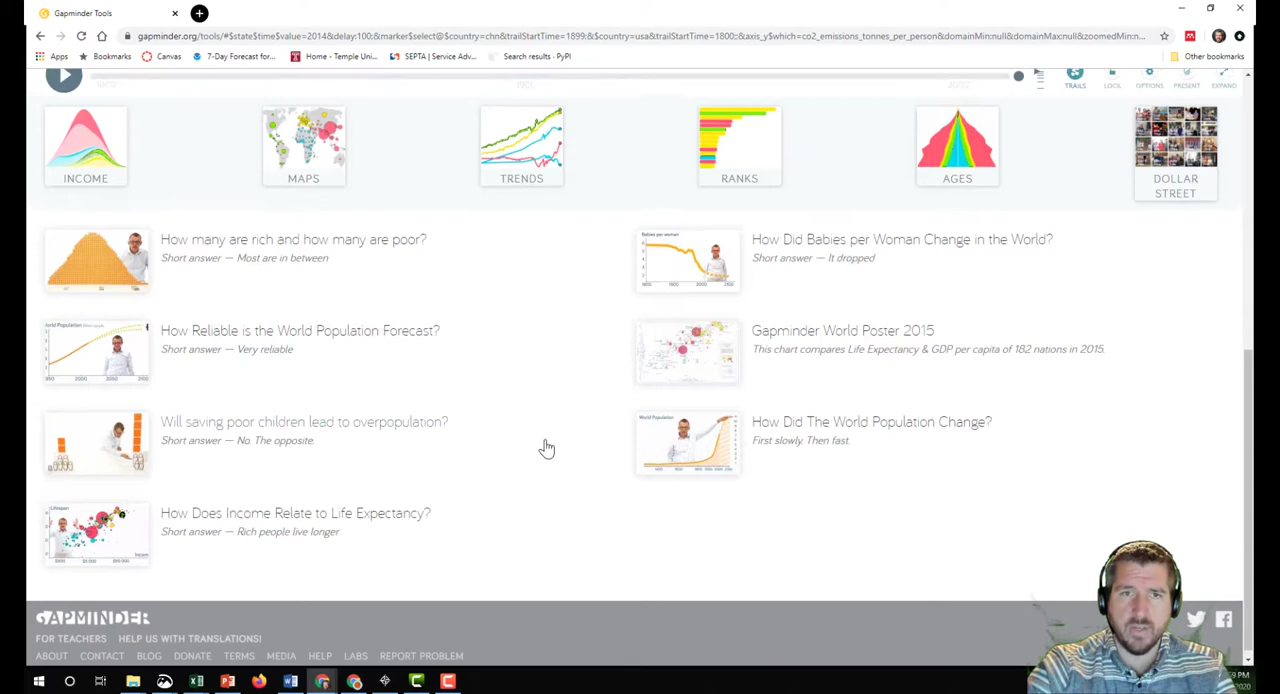 Gapminder Tools
gapminder.org/tools/#$state$time$value=2014&delay:100;&marker$select@$country=chn&trailStartTime=1899;&$country=usa&trailStartTime=1800;;&axis_y$which=co2_emissions_tonnes_per_person&domainMin:null&domainMax:null&zoomedMin:n...
Apps
Bookmarks
Canvas
7-Day Forecast for...
Home - Temple Uni...
SEPTA | Service Adv...
Search results · PyPI
Other bookmarks
TRAILS
LOCK
OPTIONS
PRESENT
EXPAND
INCOME
MAPS
TRENDS
RANKS
AGES
DOLLAR
STREET
How many are rich and how many are poor?
Short answer — Most are in between
Babies per woman
How Did Babies per Woman Change in the World?
Short answer — It dropped
How Reliable is the World Population Forecast?
Short answer — Very reliable
Gapminder World Poster 2015
This chart compares Life Expectancy & GDP per capita of 182 nations in 2015.
Will saving poor children lead to overpopulation?
Short answer — No. The opposite.
World Population
How Did The World Population Change?
First slowly. Then fast.
How Does Income Relate to Life Expectancy?
Short answer — Rich people live longer
GAPMINDER
FOR TEACHERS HELP US WITH TRANSLATIONS!
ABOUT CONTACT BLOG DONATE TERMS MEDIA HELP LABS REPORT PROBLEM